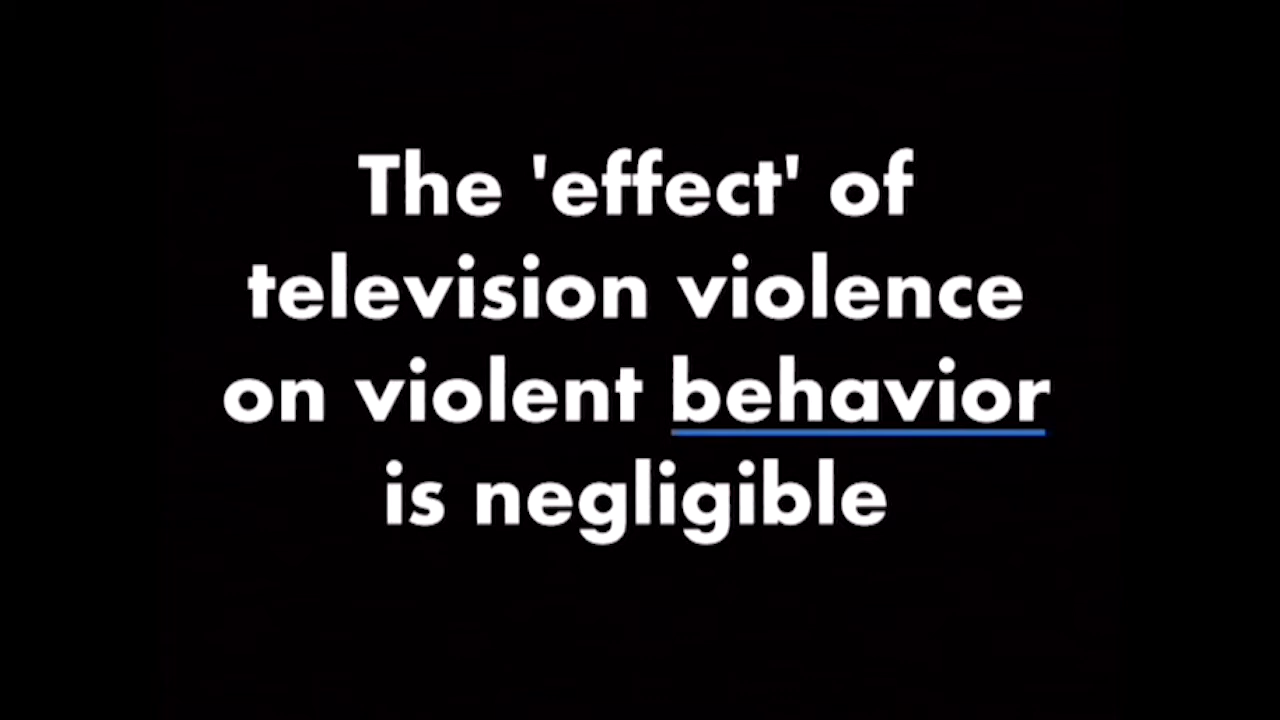 The 'effect' of
television violence
on violent behavior
is negligible